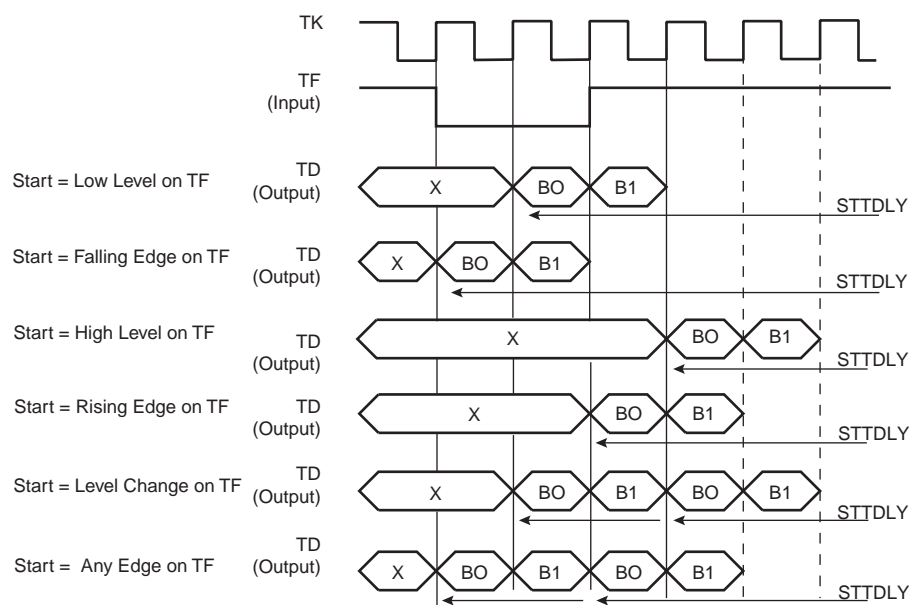 TK
TF
(Input)
Start = Low Level on TF
TD
(Output)
X
BO
B1
STTDLY
Start = Falling Edge on TF
TD
(Output)
X
BO
B1
STTDLY
Start = High Level on TF
TD
(Output)
X
BO
B1
STTDLY
Start = Rising Edge on TF
TD
(Output)
X
BO
B1
STTDLY
Start = Level Change on TF
TD
(Output)
X
BO
B1
BO
B1
STTDLY
Start = Any Edge on TF
TD
(Output)
X
BO
B1
BO
B1
STTDLY